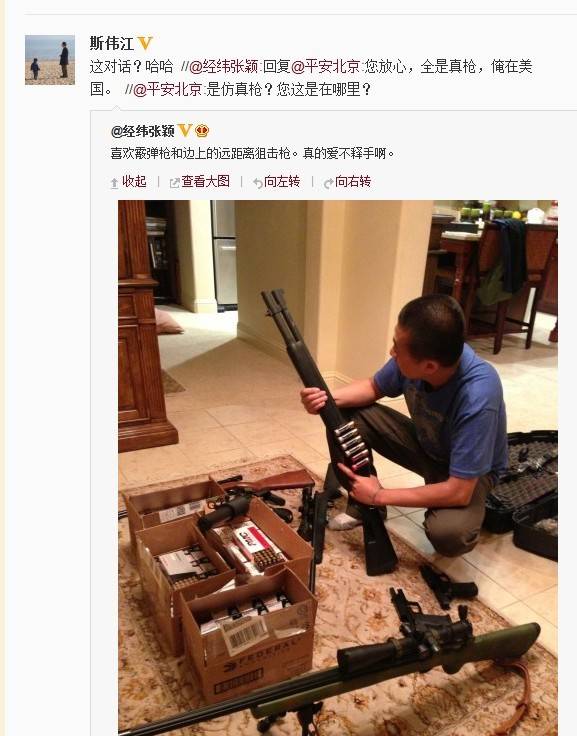 斯伟江
这对话？哈哈 //@经纬张颖:回复@平安北京:您放心，全是真枪，俺在美
国。 //@平安北京:是仿真枪？您这是在哪里？
@经纬张颖
喜欢霰弹枪和边上的远距离狙击枪。真的爱不释手啊。
收起 | 查看大图 | 向左转 | 向右转
FEDERAL